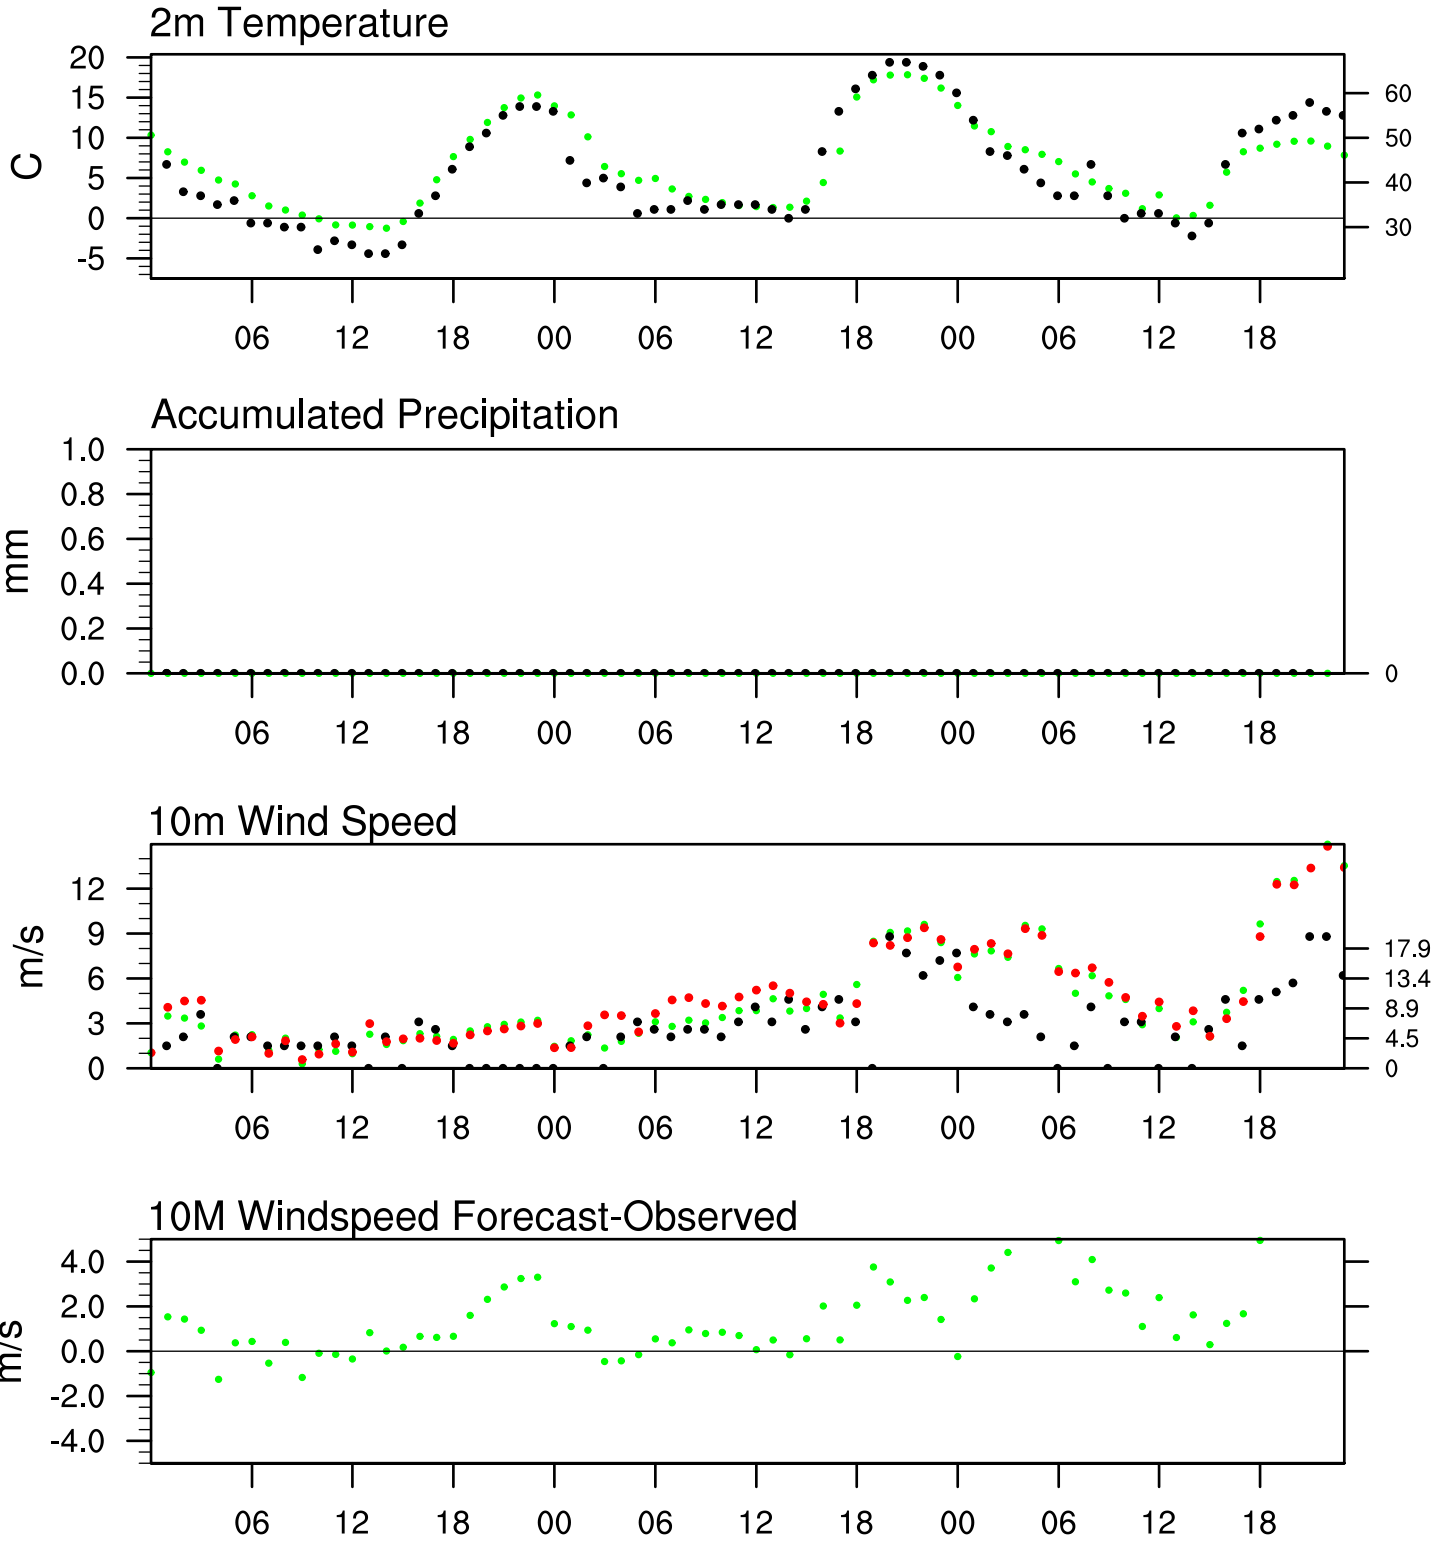 2m Temperature
20
15
10
5
0
-5
C
60
50
40
30
06 12 18 00 06 12 18 00 06 12 18
Accumulated Precipitation
1.0
0.8
0.6
0.4
0.2
0.0
mm
0
06 12 18 00 06 12 18 00 06 12 18
10m Wind Speed
12
9
6
3
0
m/s
17.9
13.4
8.9
4.5
0
06 12 18 00 06 12 18 00 06 12 18
10M Windspeed Forecast-Observed
4.0
2.0
0.0
-2.0
-4.0
m/s
06 12 18 00 06 12 18 00 06 12 18